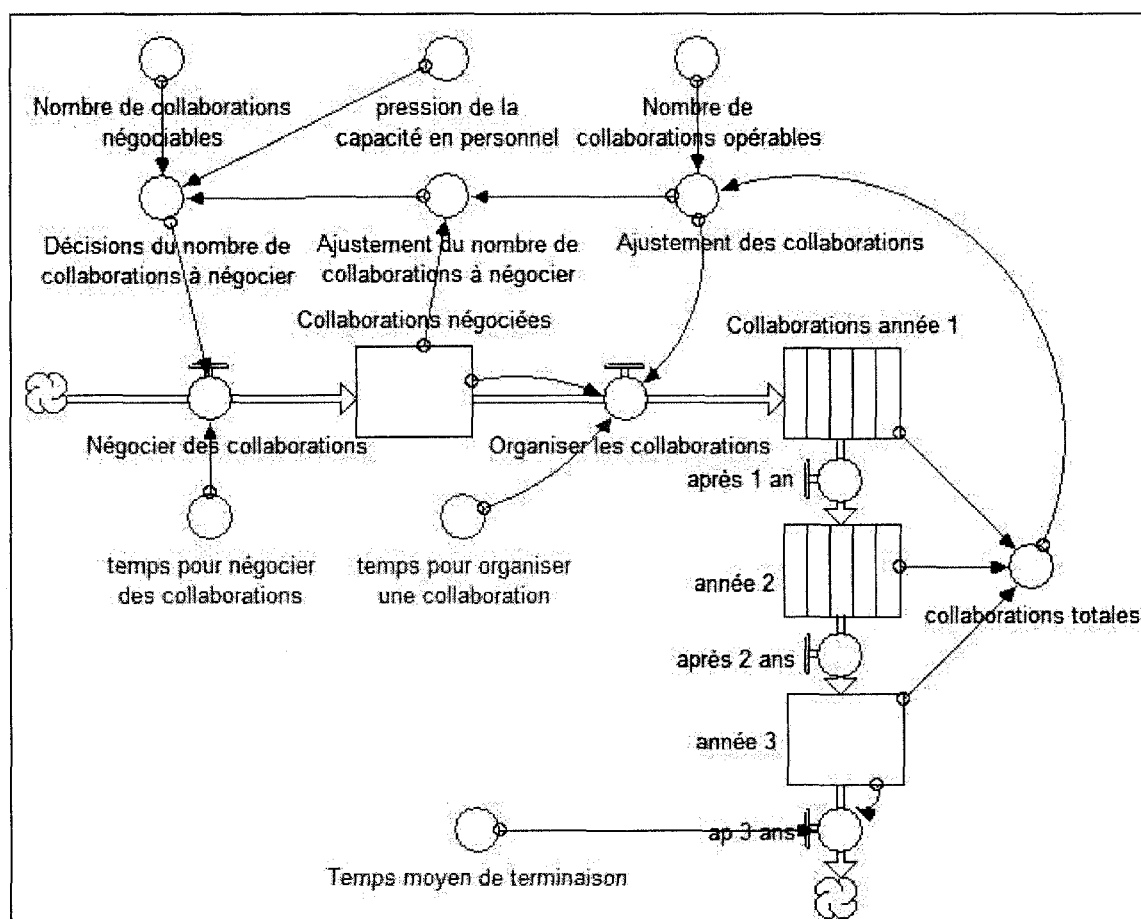 Nombre de collaborations
négociables
pression de la
capacité en personnel
Nombre de
collaborations opérables
Décisions du nombre de
collaborations à négocier
Ajustement du nombre de
collaborations à négocier
Ajustement des collaborations
Collaborations négociées
Collaborations année 1
Négocier des collaborations
Organiser les collaborations
après 1 an
temps pour négocier
des collaborations
temps pour organiser
une collaboration
année 2
collaborations totales
après 2 ans
année 3
ap 3 ans
Temps moyen de terminaison